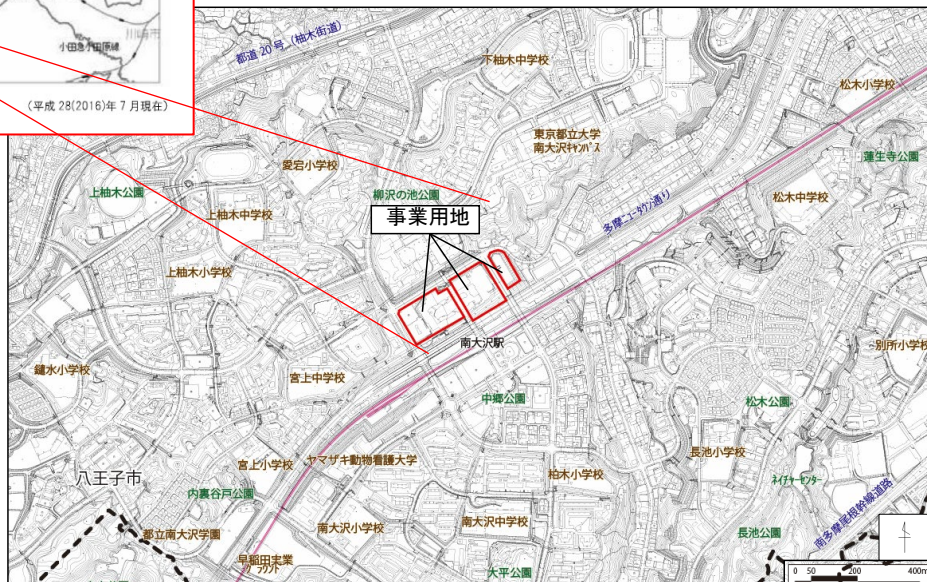 川崎市
小田急小田原線
(平成 28(2016)年 7 月現在)
都道 20 号(柚木街道)
下柚木中学校
松木小学校
東京都立大学
南大沢キャンパス
蓮生寺公園
愛宕小学校
上柚木公園
柳沢の池公園
松木中学校
事業用地
多摩ニュータウン通り
上柚木中学校
上柚木小学校
南大沢駅
別所小学校
鑓水小学校
宮上中学校
中郷公園
松木公園
長池小学校
宮上小学校
ヤマザキ動物看護大学
柏木小学校
八王子市
内裏谷戸公園
ネイチャーセンター
南多摩尾根幹線道路
都立南大沢学園
南大沢小学校
南大沢中学校
長池公園
早稲田実業
グラウンド
大平公園
0 50 200 400m